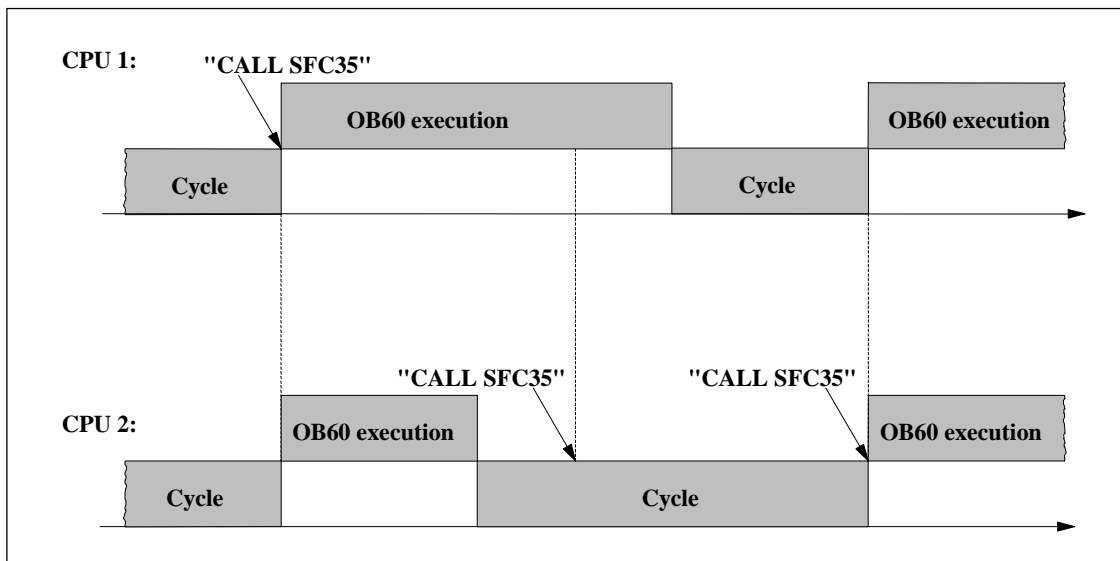 CPU 1:
"CALL SFC35"
OB60 execution
OB60 execution
Cycle
Cycle
"CALL SFC35"
"CALL SFC35"
CPU 2:
OB60 execution
OB60 execution
Cycle
Cycle